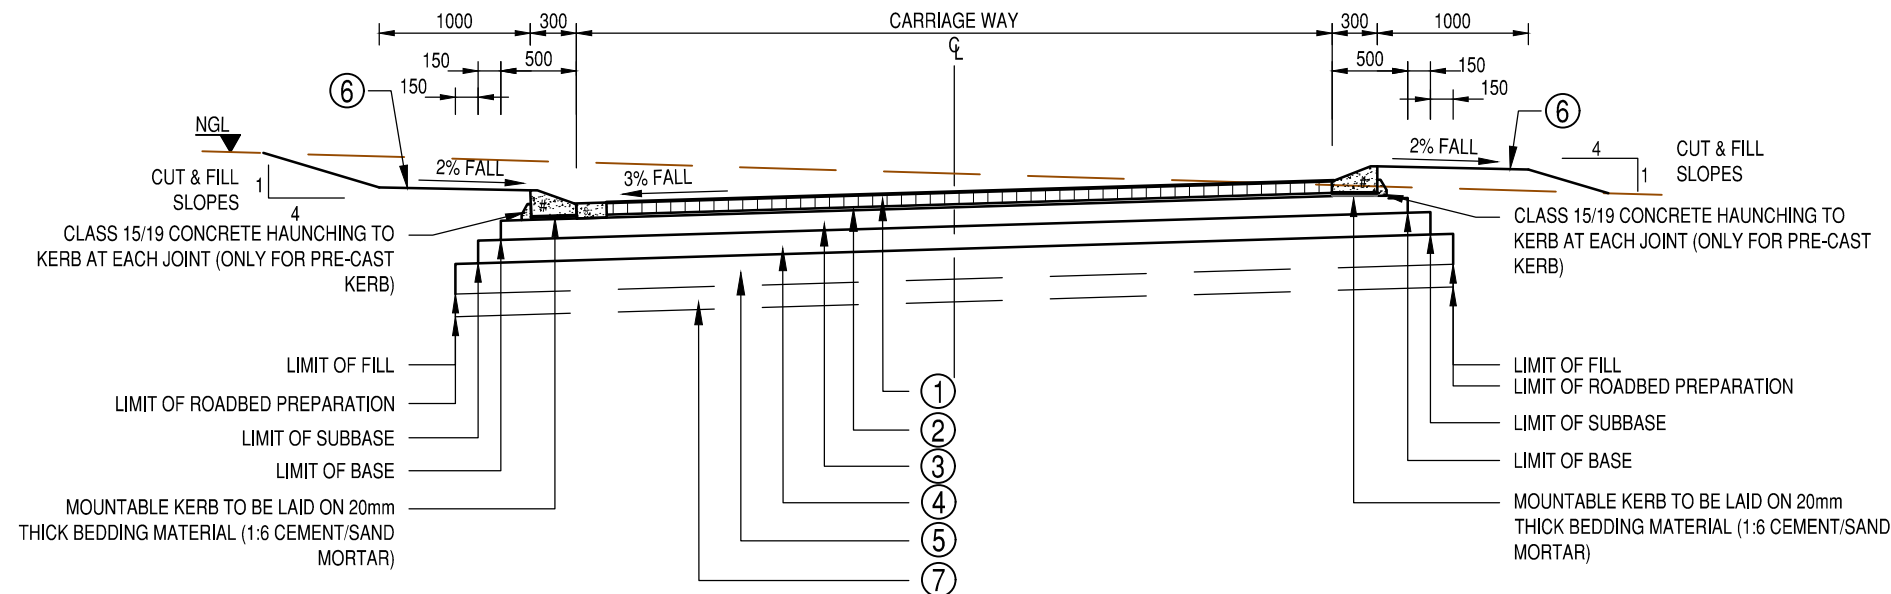 1000 300 CARRIAGE WAY 300 1000
℄
150 500 500 150
150 150
6 6
NGL
2% FALL 3% FALL 2% FALL
CUT & FILL
SLOPES
1
4
4
1
CUT & FILL
SLOPES
CLASS 15/19 CONCRETE HAUNCHING TO
KERB AT EACH JOINT (ONLY FOR PRE-CAST
KERB)
CLASS 15/19 CONCRETE HAUNCHING TO
KERB AT EACH JOINT (ONLY FOR PRE-CAST
KERB)
#
#
LIMIT OF FILL
LIMIT OF ROADBED PREPARATION
LIMIT OF SUBBASE
LIMIT OF BASE
MOUNTABLE KERB TO BE LAID ON 20mm
THICK BEDDING MATERIAL (1:6 CEMENT/SAND
MORTAR)
1
2
3
4
5
7
LIMIT OF FILL
LIMIT OF ROADBED PREPARATION
LIMIT OF SUBBASE
LIMIT OF BASE
MOUNTABLE KERB TO BE LAID ON 20mm
THICK BEDDING MATERIAL (1:6 CEMENT/SAND
MORTAR)